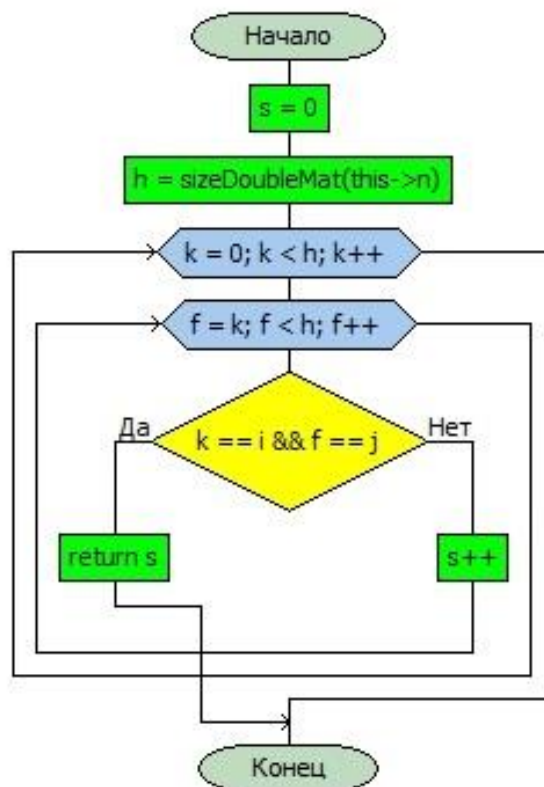 Начало
s = 0
h = sizeDoubleMat(this->n)
k = 0; k < h; k++
f = k; f < h; f++
Да
Нет
k == i && f == j
return s
s++
Конец